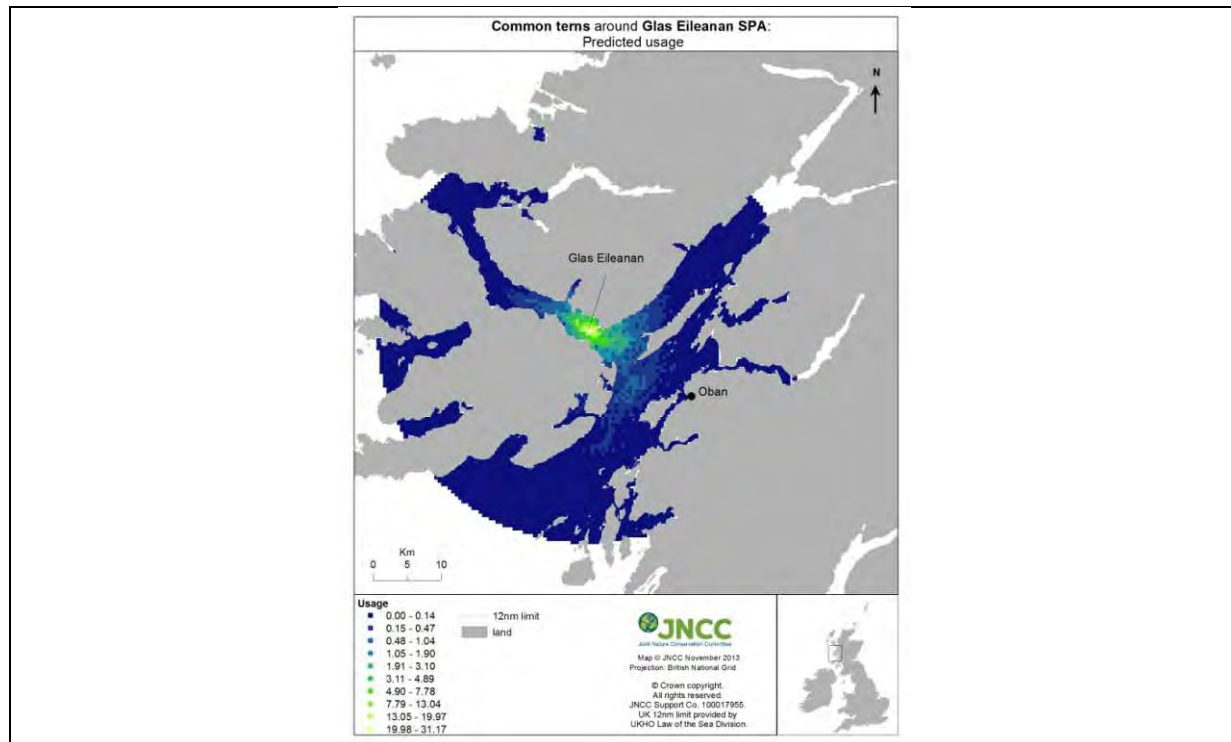 Common terns around Glas Eileanan SPA:
Predicted usage
N
Glas Eileanan
Oban
Km
0 5 10
Usage
0.00 - 0.14
0.15 - 0.47
0.48 - 1.04
1.05 - 1.90
1.91 - 3.10
3.11 - 4.89
4.90 - 7.78
7.79 - 13.04
13.05 - 19.97
19.98 - 31.17
12nm limit
land
JNCC
Joint Nature Conservation Committee
Map © JNCC November 2013
Projection: British National Grid
© Crown copyright.
All rights reserved.
JNCC Support Co. 100017955.
UK 12nm limit provided by
UKHO Law of the Sea Division.